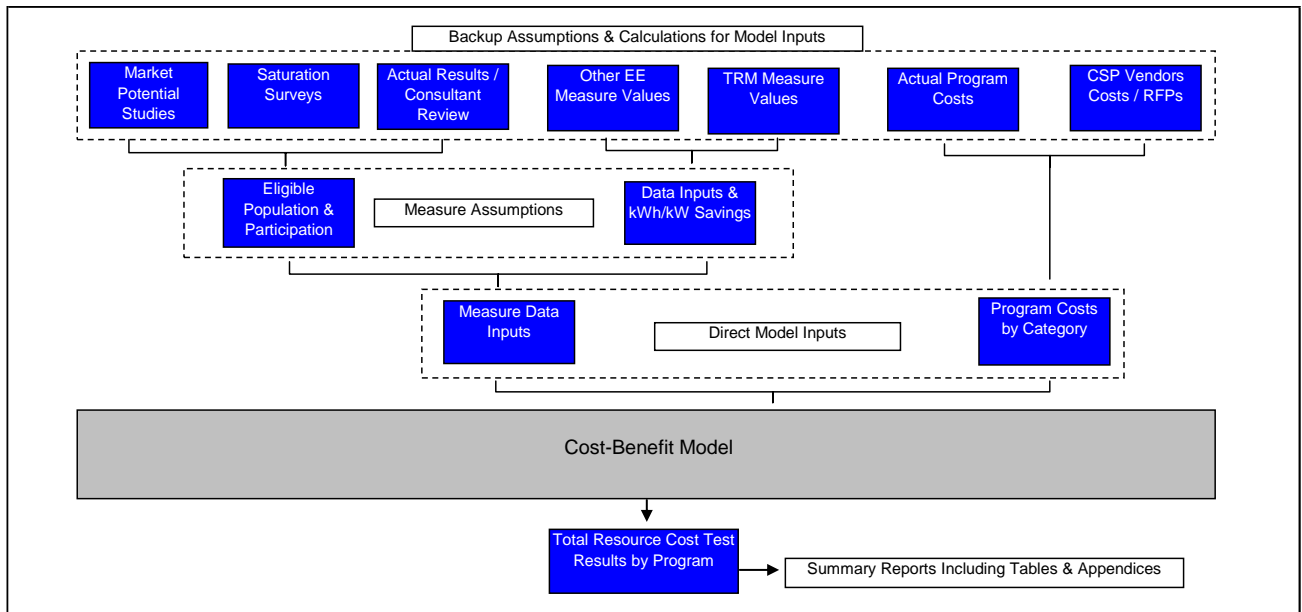 Backup Assumptions & Calculations for Model Inputs
Market
Potential
Studies
Saturation
Surveys
Actual Results /
Consultant
Review
Other EE
Measure Values
TRM Measure
Values
Actual Program
Costs
CSP Vendors
Costs / RFPs
Eligible
Population &
Participation
Measure Assumptions
Data Inputs &
kWh/kW Savings
Measure Data
Inputs
Direct Model Inputs
Program Costs
by Category
Cost-Benefit Model
Total Resource Cost Test
Results by Program
Summary Reports Including Tables & Appendices